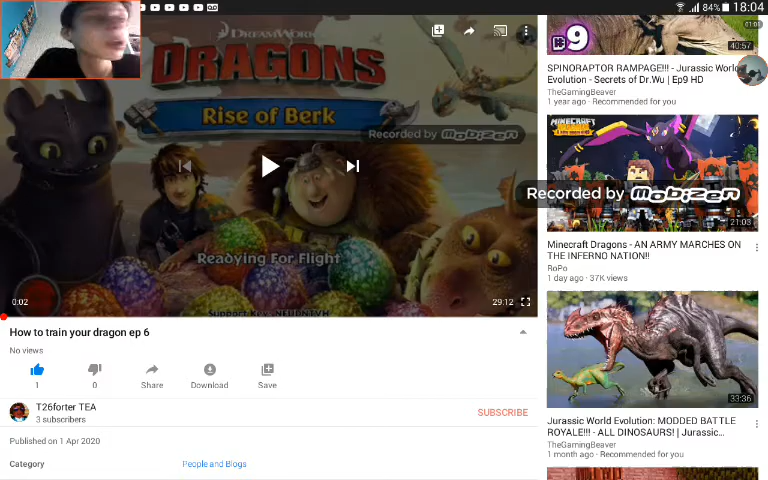 84% 18:04
DREAMWORKS
DRAGONS
Rise of Berk
Recorded by Mobizen
Readying For Flight
0:02
29:12
How to train your dragon ep 6
No views
1
0
Share
Download
Save
T26forter TEA
3 subscribers
SUBSCRIBE
Published on 1 Apr 2020
Category
People and Blogs
#9
01:09
40:57
SPINORAPTOR RAMPAGE!!! - Jurassic World
Evolution - Secrets of Dr.Wu | Ep9 HD
TheGamingBeaver
1 year ago · Recommended for you
MINECRAFT
Recorded by Mobizen
21:03
Minecraft Dragons - AN ARMY MARCHES ON
THE INFERNO NATION!!
RoPo
1 day ago · 37K views
33:36
Jurassic World Evolution: MODDED BATTLE
ROYALE!!! - ALL DINOSAURS! | Jurassic...
TheGamingBeaver
1 month ago · Recommended for you